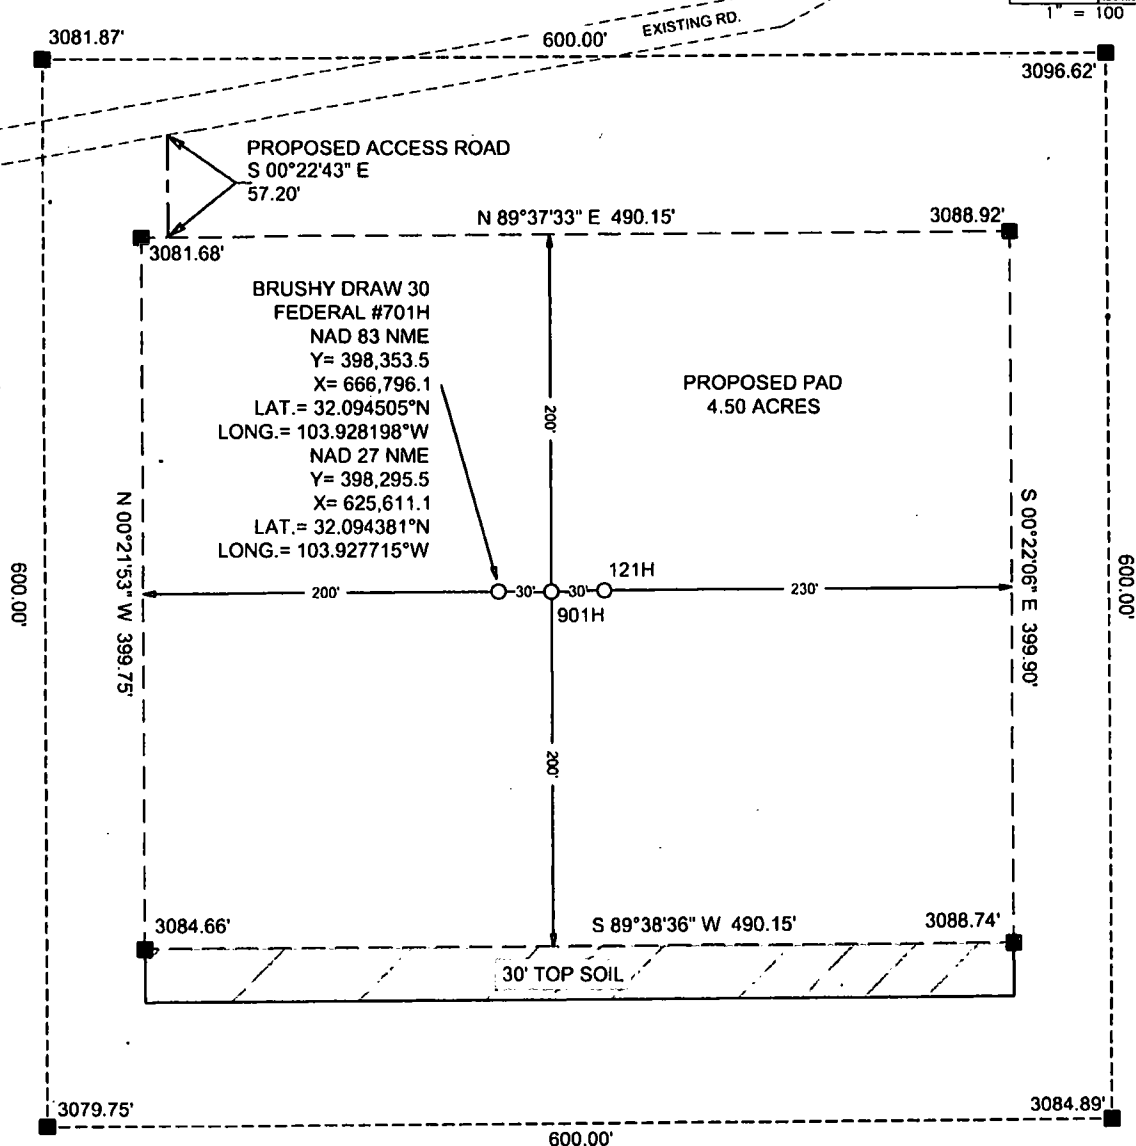 1" = 100
3081.87'
600.00'
EXISTING RD.
3096.62'
PROPOSED ACCESS ROAD
S 00°22'43" E
57.20'
N 89°37'33" E 490.15'
3088.92'
3081.68'
BRUSHY DRAW 30
FEDERAL #701H
NAD 83 NME
Y= 398,353.5
X= 666,796.1
LAT.= 32.094505°N
LONG.= 103.928198°W
NAD 27 NME
Y= 398,295.5
X= 625,611.1
LAT.= 32.094381°N
LONG.= 103.927715°W
PROPOSED PAD
4.50 ACRES
200'
N 00°21'53" W 399.75'
S 00°22'06" E 399.90'
600.00'
600.00'
121H
200'
30'
30'
230'
901H
200'
3084.66'
S 89°38'36" W 490.15'
3088.74'
30' TOP SOIL
3079.75'
3084.89'
600.00'